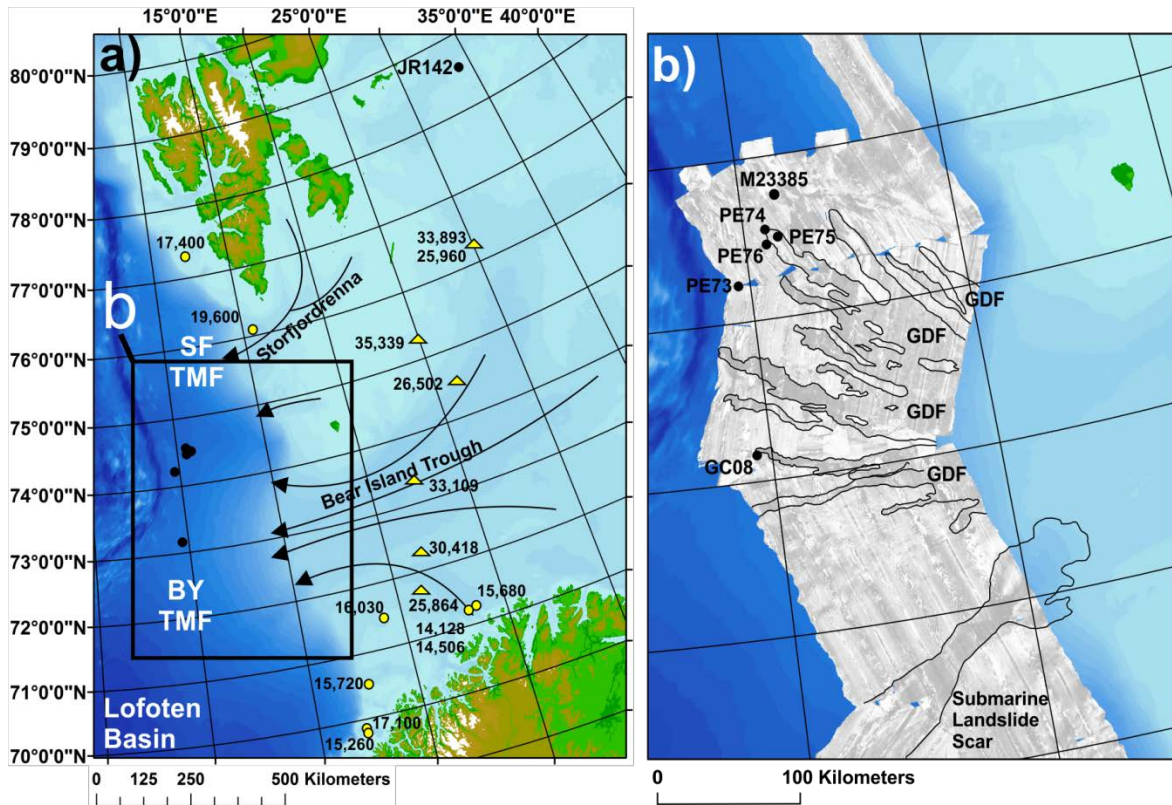 15°0'0"E
25°0'0"E
35°0'0"E
40°0'0"E
a)
80°0'0"N
79°0'0"N
78°0'0"N
77°0'0"N
76°0'0"N
75°0'0"N
74°0'0"N
73°0'0"N
72°0'0"N
71°0'0"N
70°0'0"N
JR142
17,400
33,893
25,960
19,600
Storfjordrenna
b
SF
TMF
35,339
26,502
Bear Island Trough
33,109
30,418
BY
TMF
25,864
15,680
16,030
14,128
14,506
15,720
17,100
15,260
Lofoten
Basin
0 125 250 500 Kilometers
b)
M23385
PE74
PE75
PE76
PE73
GDF
GDF
GDF
GC08
GDF
Submarine
Landslide
Scar
0 100 Kilometers